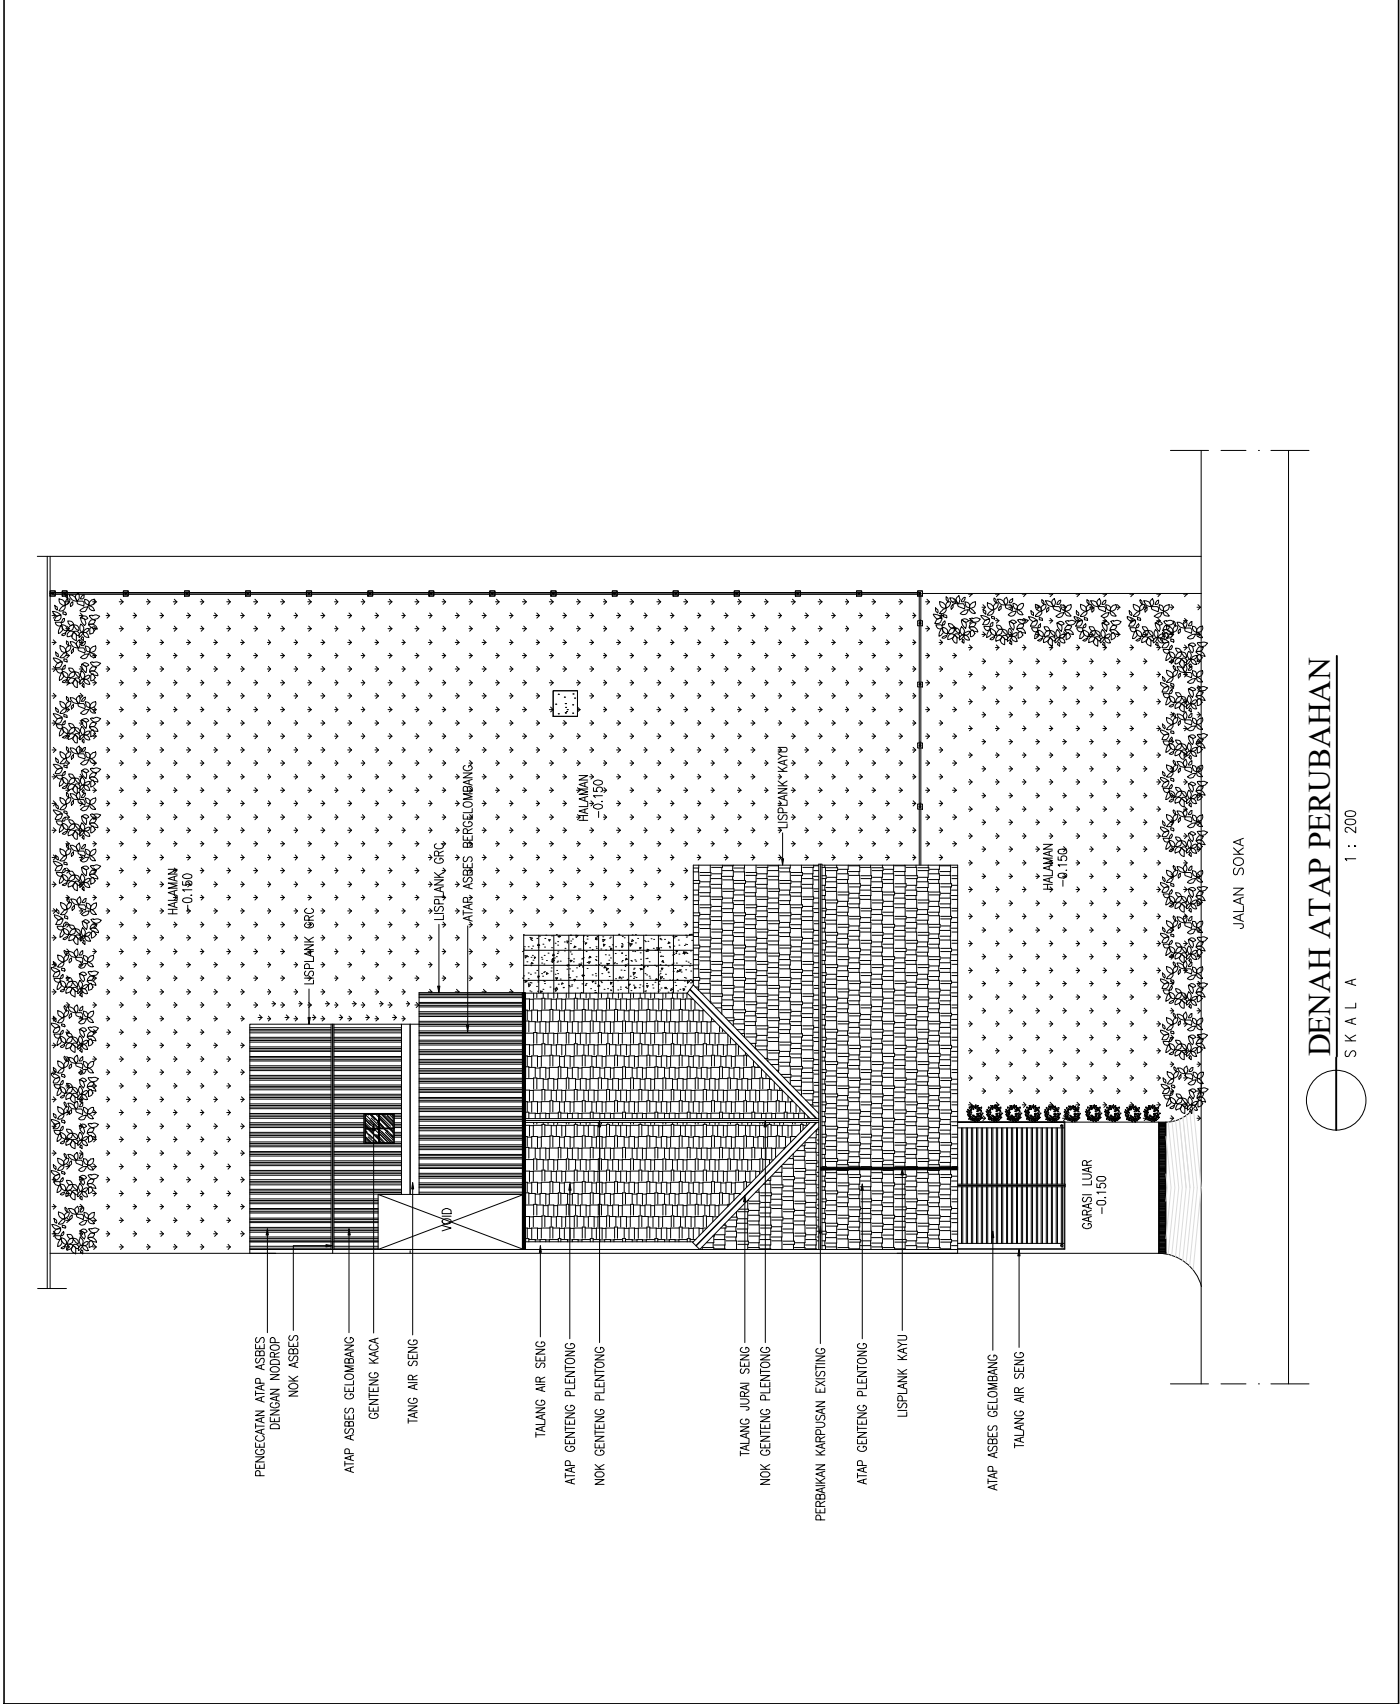 PENGECATAN ATAP ASBES
DENGAN NODROP
NOK ASBES
ATAP ASBES GELOMBANG
GENTENG KACA
TANG AIR SENG
TALANG AIR SENG
ATAP GENTENG PLENTONG
NOK GENTENG PLENTONG
TALANG JURAI SENG
NOK GENTENG PLENTONG
PERBAIKAN KARPUSAN EXISTING
ATAP GENTENG PLENTONG
LISPLANK KAYU
ATAP ASBES GELOMBANG
TALANG AIR SENG
VOID
GARASI LUAR
-0.150
HALAMAN
-0.150
LISPLANK GRC
LISPLANK GRC
ATAP ASBES BERGELOMBANG
HALAMAN
-0.150
LISPLANK KAYU
HALAMAN
-0.150
JALAN SOKA
DENAH ATAP PERUBAHAN
SKALA 1 : 200